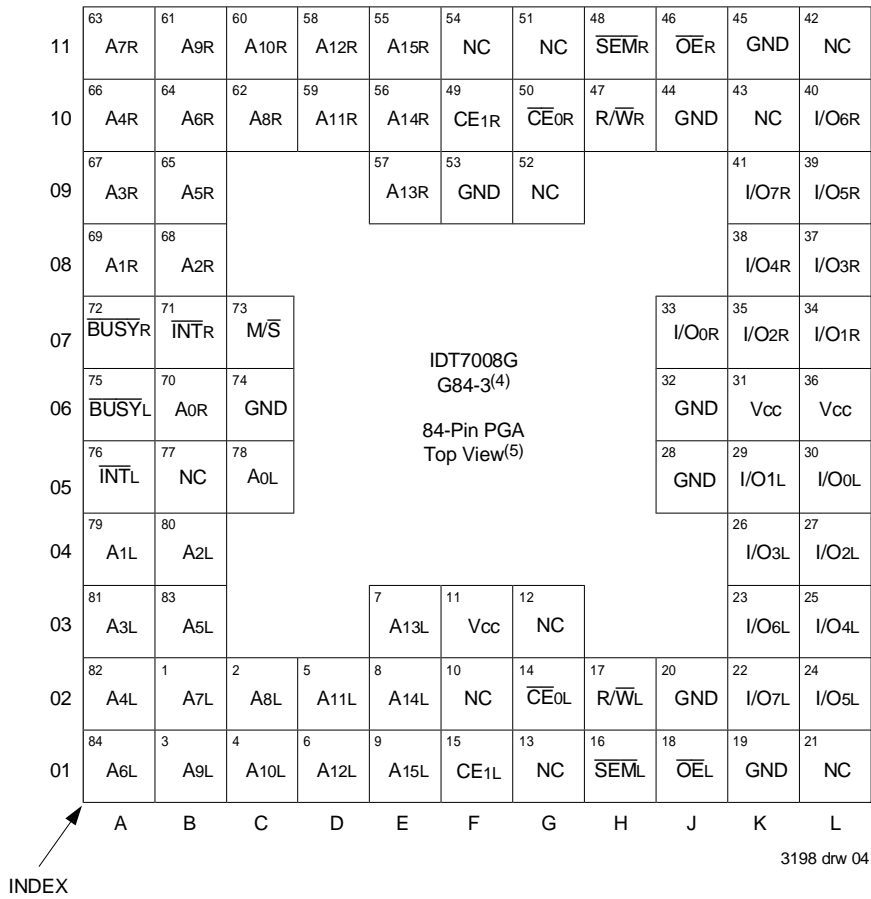 63 61 60 58 55 54 51 48 46 45 42
11 A7R A9R A10R A12R A15R NC NC SEMR OER GND NC
66 64 62 59 56 49 50 47 44 43 40
10 A4R A6R A8R A11R A14R CE1R CE0R R/WR GND NC I/O6R
67 65 57 53 52 41 39
09 A3R A5R A13R GND NC I/O7R I/O5R
69 68 38 37
08 A1R A2R I/O4R I/O3R
72 71 73 33 35 34
07 BUSYR INTR M/S I/O0R I/O2R I/O1R
IDT7008G
G84-3(4)
75 70 74 32 31 36
06 BUSYL A0R GND GND Vcc Vcc
84-Pin PGA
Top View(5)
76 77 78 28 29 30
05 INTL NC A0L GND I/O1L I/O0L
79 80 26 27
04 A1L A2L I/O3L I/O2L
81 83 7 11 12 23 25
03 A3L A5L A13L Vcc NC I/O6L I/O4L
82 1 2 5 8 10 14 17 20 22 24
02 A4L A7L A8L A11L A14L NC CE0L R/WL GND I/O7L I/O5L
84 3 4 6 9 15 13 16 18 19 21
01 A6L A9L A10L A12L A15L CE1L NC SEML OEL GND NC
A B C D E F G H J K L
3198 drw 04
INDEX